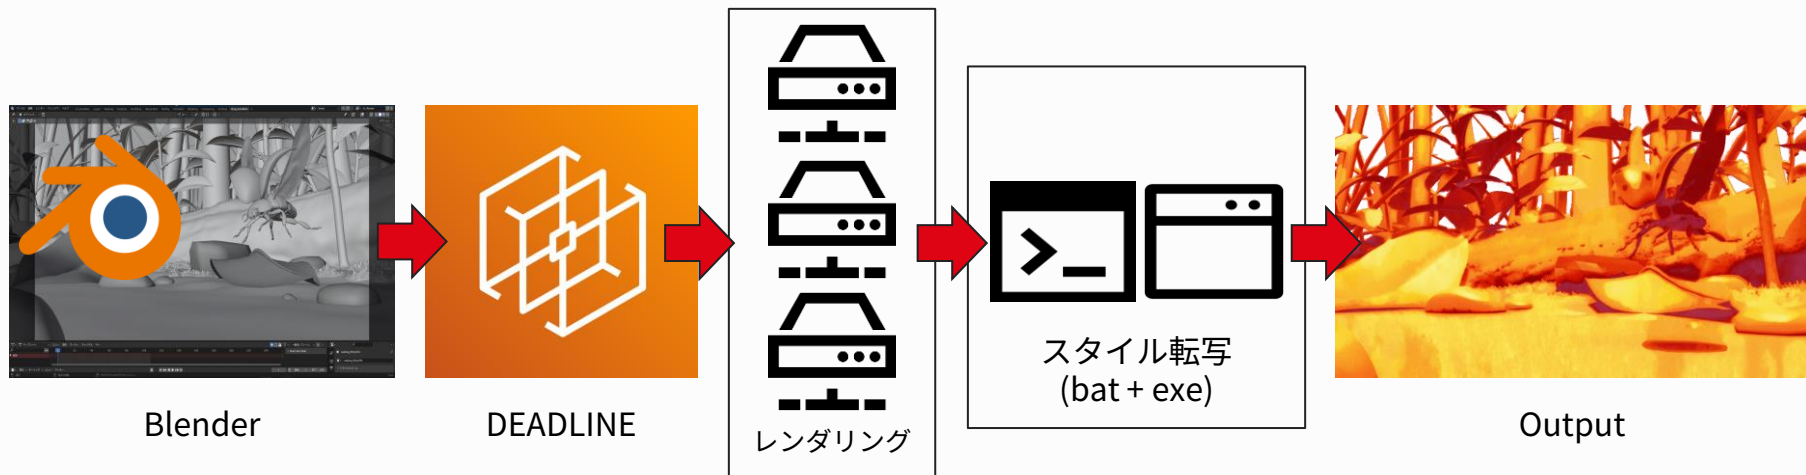 Blender
DEADLINE
レンダリング
スタイル転写
(bat + exe)
Output